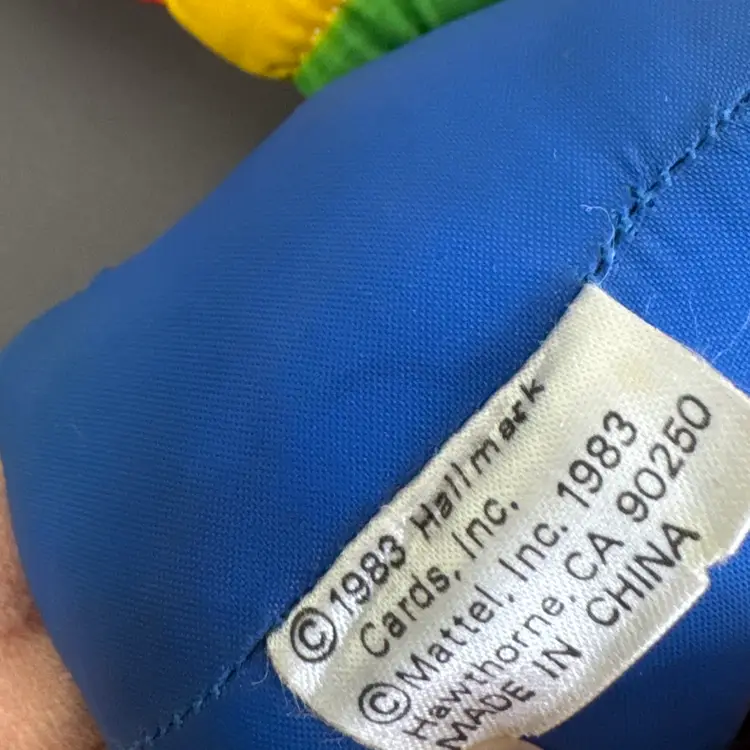 ©1983 Hallmark
Cards, Inc.
©Mattel, Inc. 1983
Hawthorne, CA 90250
MADE IN CHINA